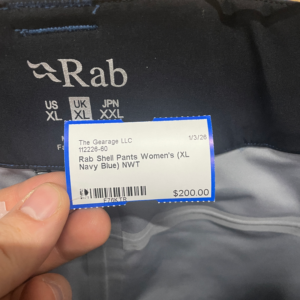 Rab
US UK JPN
XL XL XXL
The Gearage LLC 1/3/26
112226-60
Rab Shell Pants Women's (XL
Navy Blue) NWT
$200.00